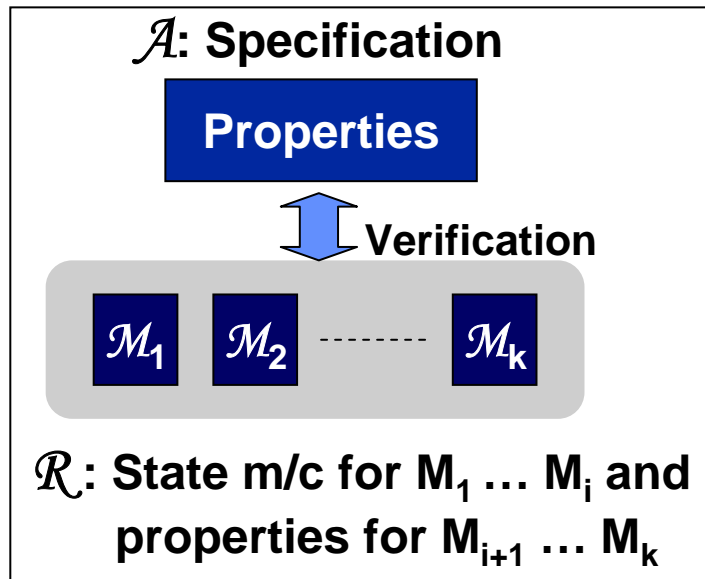 𝒜: Specification
Properties
Verification
ℳ₁ ℳ₂ -------- ℳₖ
ℛ: State m/c for M₁ … Mᵢ and
properties for Mᵢ₊₁ … Mₖ